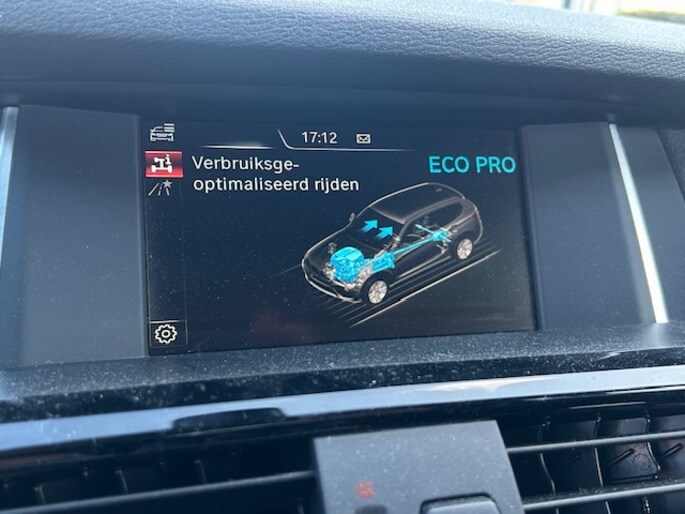 17:12
Verbruiksge-
optimaliseerd rijden
ECO PRO